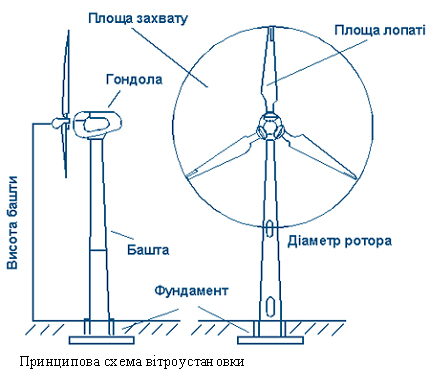 Площа захвату
Площа лопаті
Гондола
Висота башти
Башта
Діаметр ротора
Фундамент
Принципова схема вітроустановки